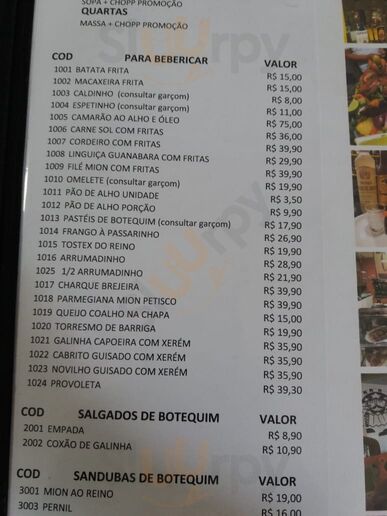 SOPA + CHOPP PROMOÇÃO
QUARTAS
MASSA + CHOPP PROMOÇÃO
COD PARA BEBERICAR VALOR
1001 BATATA FRITA R$ 15,00
1002 MACAXEIRA FRITA R$ 15,00
1003 CALDINHO (consultar garçom) R$ 8,00
1004 ESPETINHO (consultar garçom) R$ 11,00
1005 CAMARÃO AO ALHO E ÓLEO R$ 75,00
1006 CARNE SOL COM FRITAS R$ 36,00
1007 CORDEIRO COM FRITAS R$ 39,90
1008 LINGUIÇA GUANABARA COM FRITAS R$ 29,90
1009 FILÉ MION COM FRITAS R$ 39,90
1010 OMELETE (consultar garçom) R$ 19,90
1011 PÃO DE ALHO UNIDADE R$ 3,50
1012 PÃO DE ALHO PORÇÃO R$ 9,90
1013 PASTÉIS DE BOTEQUIM (consultar garçom) R$ 17,90
1014 FRANGO À PASSARINHO R$ 26,90
1015 TOSTEX DO REINO R$ 19,90
1016 ARRUMADINHO R$ 28,90
1025 1/2 ARRUMADINHO R$ 21,90
1017 CHARQUE BREJEIRA R$ 39,90
1018 PARMEGIANA MION PETISCO R$ 39,90
1019 QUEIJO COALHO NA CHAPA R$ 15,00
1020 TORRESMO DE BARRIGA R$ 19,90
1021 GALINHA CAPOEIRA COM XERÉM R$ 35,90
1022 CABRITO GUISADO COM XERÉM R$ 35,90
1023 NOVILHO GUISADO COM XERÉM R$ 35,90
1024 PROVOLETA R$ 39,30
COD SALGADOS DE BOTEQUIM VALOR
2001 EMPADA R$ 8,90
2002 COXÃO DE GALINHA R$ 10,90
COD SANDUBAS DE BOTEQUIM VALOR
3001 MION AO REINO R$ 19,00
3003 PERNIL R$ 16,00